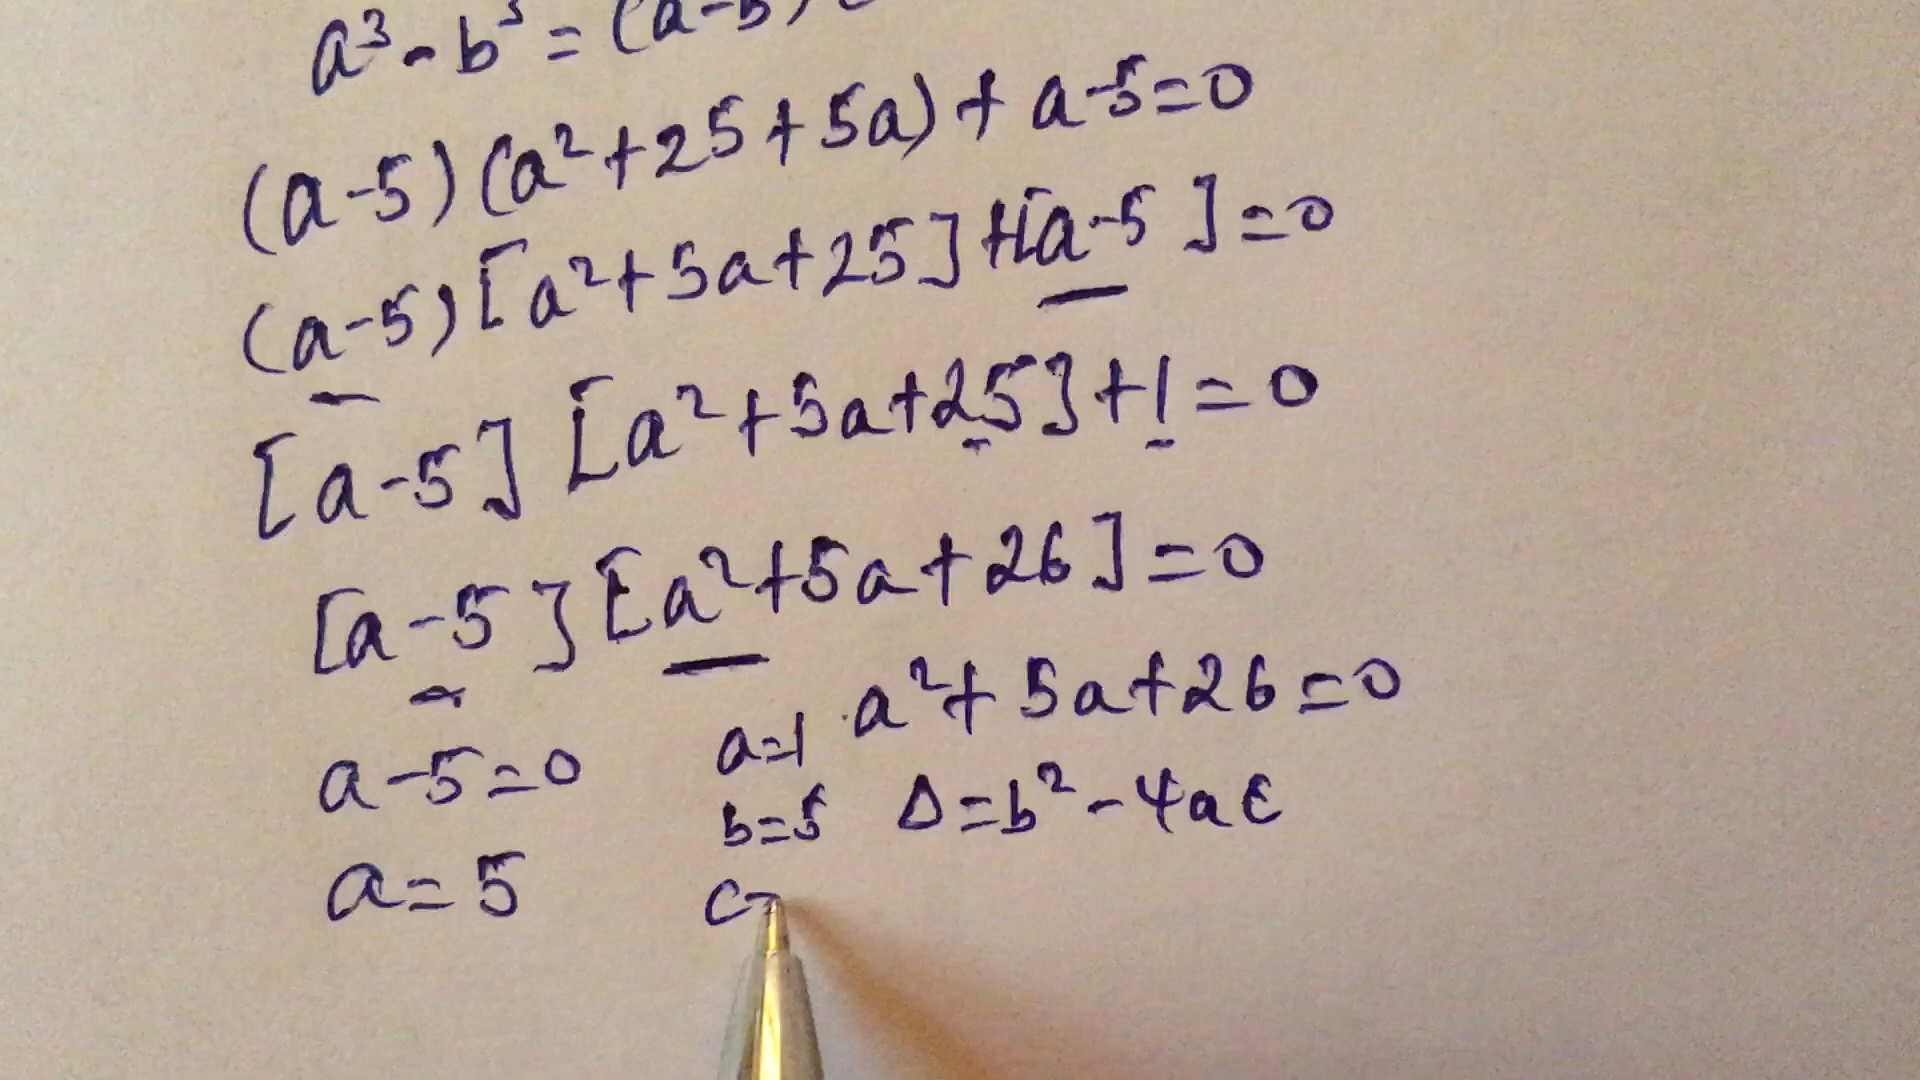 a³-b³=(a-b)
(a-5)(a²+25+5a)+a-5=0
(a-5)[a²+5a+25]+[a-5]=0
[a-5][a²+5a+25]+1=0
[a-5][a²+5a+26]=0
a²+5a+26=0
a-5=0 a=1
b=5 Δ=b²-4ac
a=5 c=